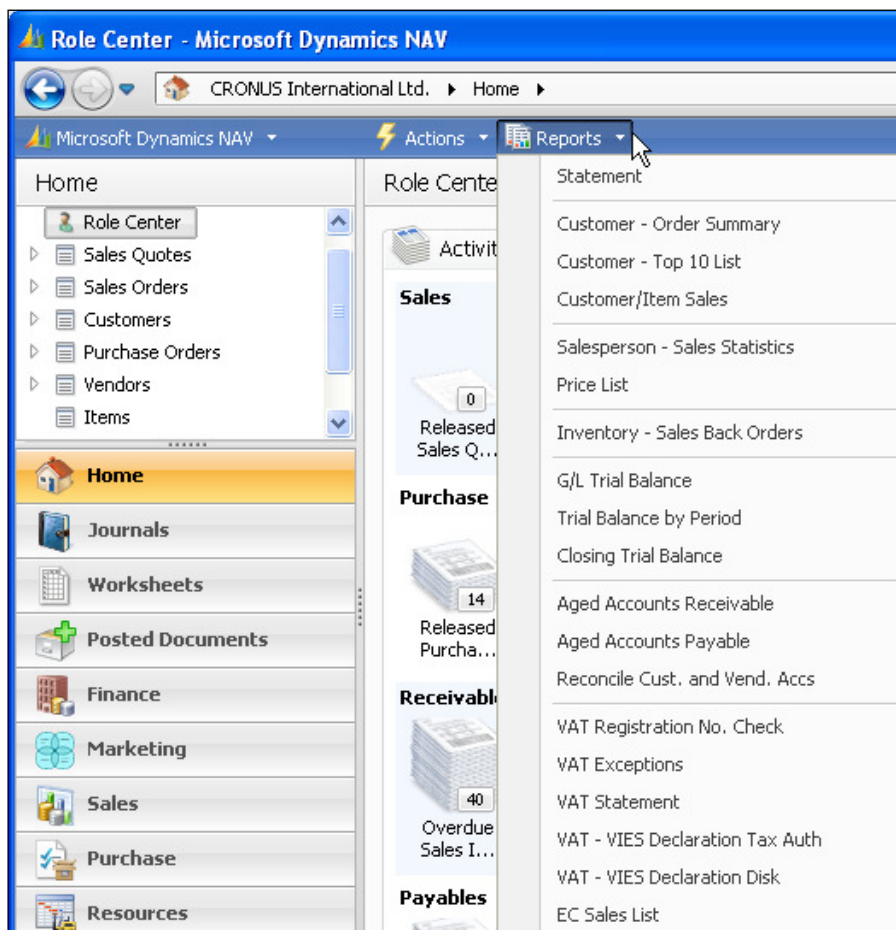 Role Center - Microsoft Dynamics NAV
CRONUS International Ltd. Home
Microsoft Dynamics NAV
Actions
Reports
Home
Role Center
Sales Quotes
Sales Orders
Customers
Purchase Orders
Vendors
Items
Home
Journals
Worksheets
Posted Documents
Finance
Marketing
Sales
Purchase
Resources
Role Cente
Activit
Sales
0
Released
Sales Q...
Purchase
14
Released
Purcha...
Receivabl
40
Overdue
Sales I...
Payables
Statement
Customer - Order Summary
Customer - Top 10 List
Customer/Item Sales
Salesperson - Sales Statistics
Price List
Inventory - Sales Back Orders
G/L Trial Balance
Trial Balance by Period
Closing Trial Balance
Aged Accounts Receivable
Aged Accounts Payable
Reconcile Cust. and Vend. Accs
VAT Registration No. Check
VAT Exceptions
VAT Statement
VAT - VIES Declaration Tax Auth
VAT - VIES Declaration Disk
EC Sales List